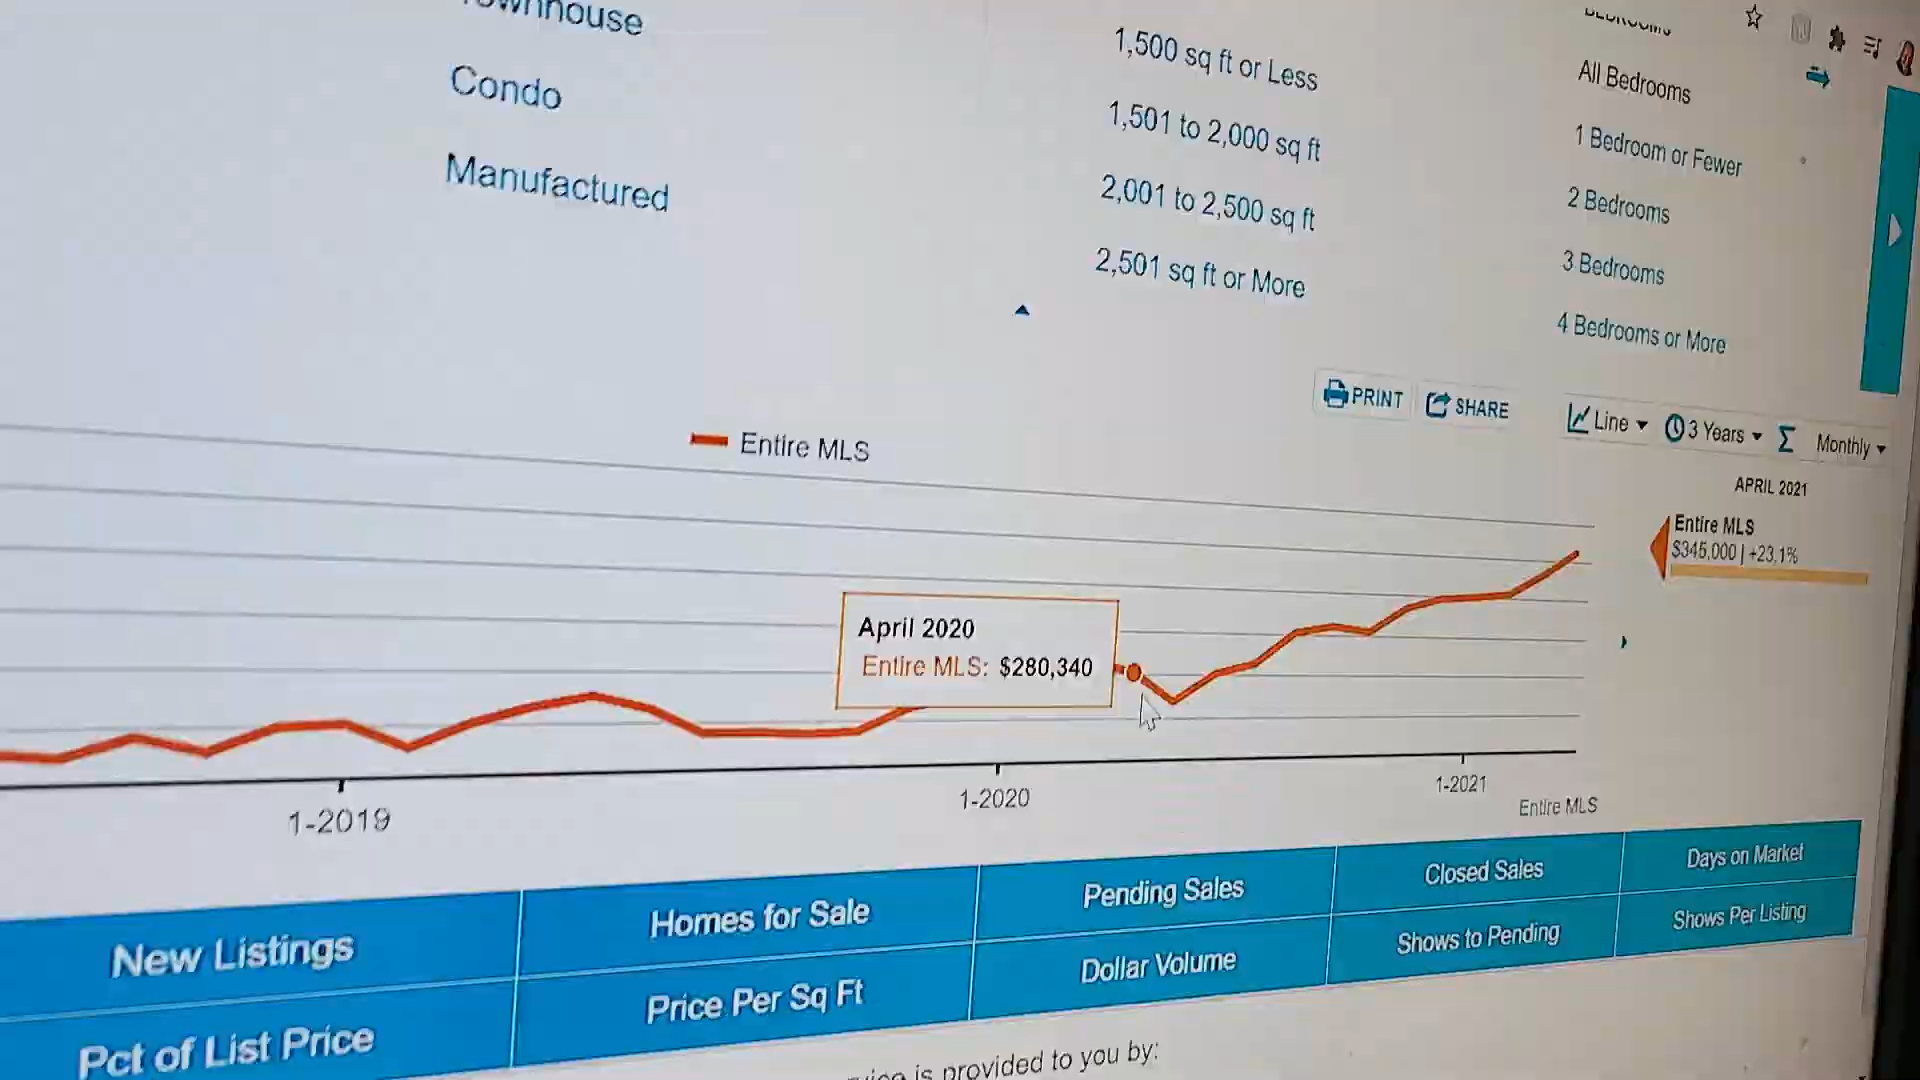 Townhouse
Condo
Manufactured
1,500 sq ft or Less
1,501 to 2,000 sq ft
2,001 to 2,500 sq ft
2,501 sq ft or More
BEDROOMS
All Bedrooms
1 Bedroom or Fewer
2 Bedrooms
3 Bedrooms
4 Bedrooms or More
PRINT SHARE Line 3 Years Σ Monthly
Entire MLS
APRIL 2021
Entire MLS
$345,000 | +23.1%
April 2020
Entire MLS: $280,340
1-2019 1-2020 1-2021
Entire MLS
New Listings Homes for Sale Pending Sales Closed Sales Days on Market
Pct of List Price Price Per Sq Ft Dollar Volume Shows to Pending Shows Per Listing
is provided to you by: